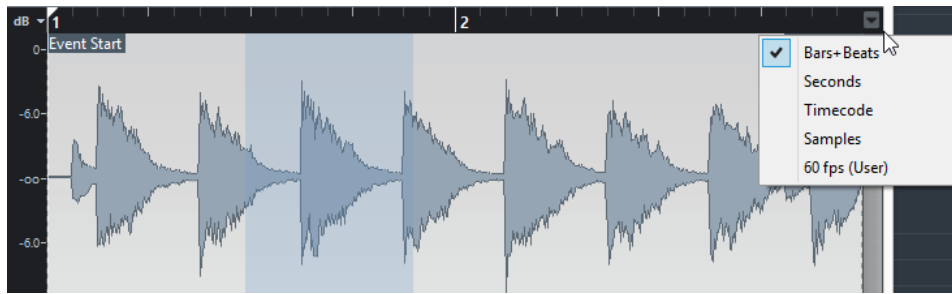 dB 1 2
0-
Event Start
Bars+Beats
Seconds
-6.0-
Timecode
Samples
60 fps (User)
-oo-
-6.0-